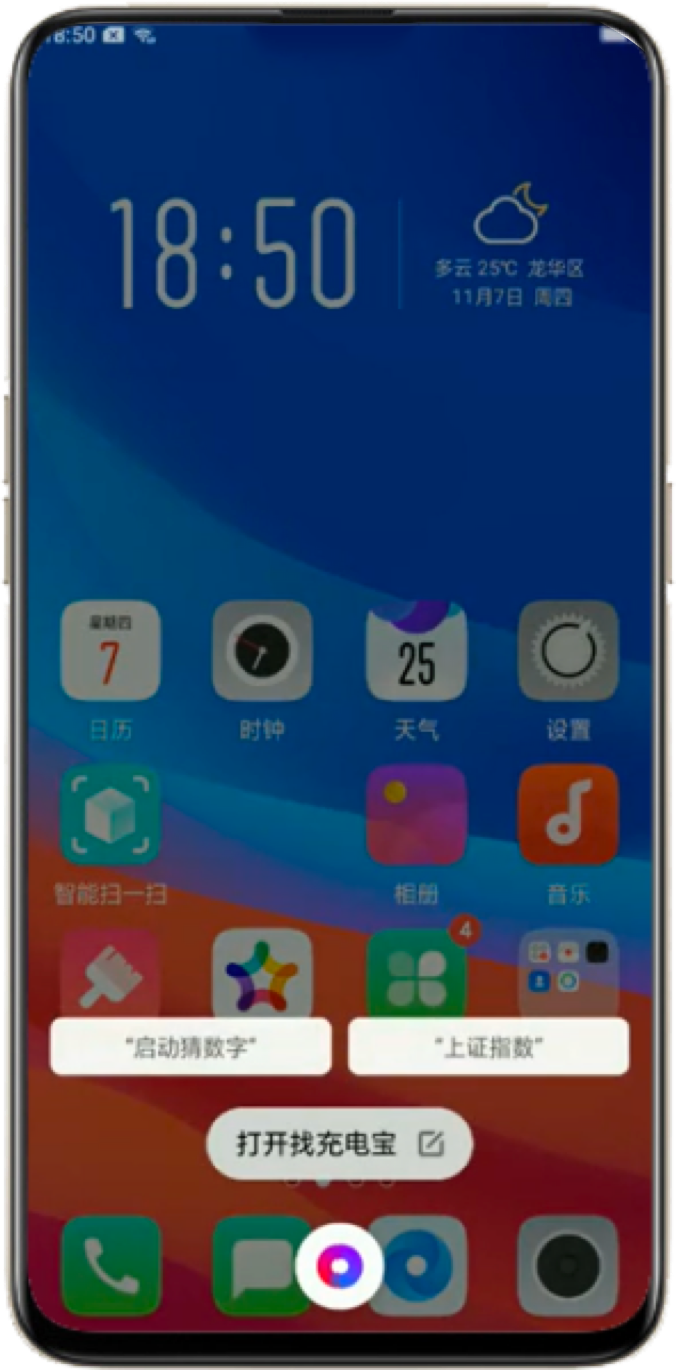 18:50
18:50
多云 25℃ 龙华区
11月7日 周四
星期四
7
25
日历
时钟
天气
设置
智能扫一扫
相册
音乐
4
“启动猜数字”
“上证指数”
打开找充电宝